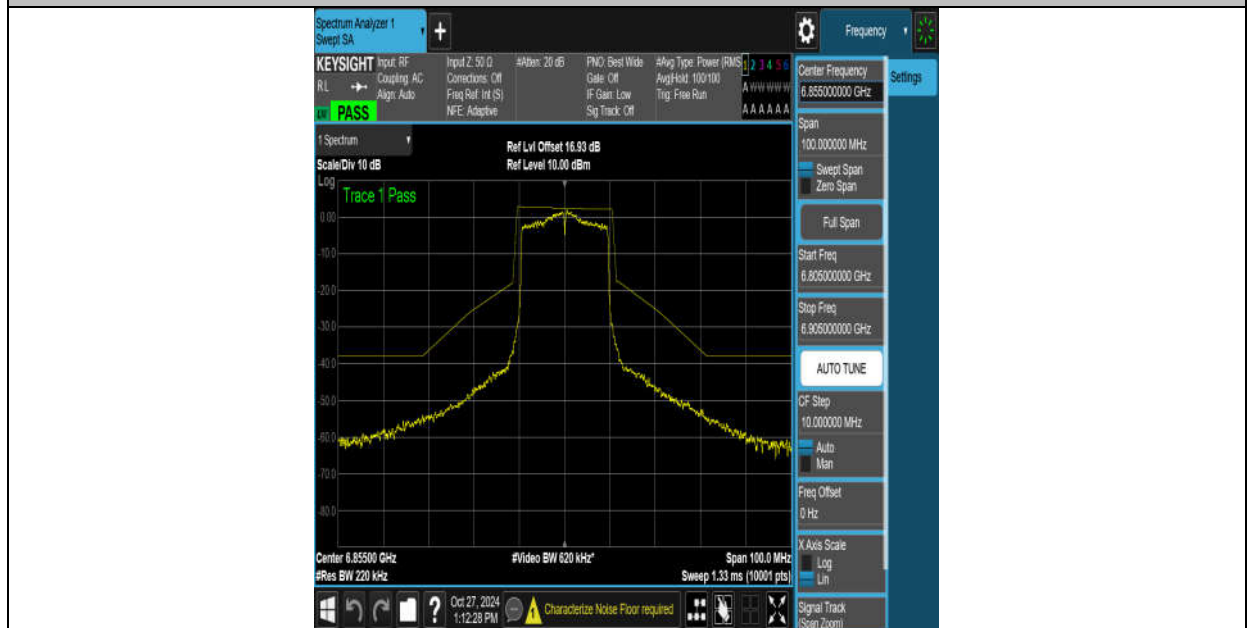 Spectrum Analyzer 1
Swept SA
+
Frequency
KEYSIGHT
RL
PASS
Input: RF
Coupling: AC
Align: Auto
Input Z: 50 Ω
Corrections: Off
Freq Ref: Int (S)
NFE: Adaptive
#Atten: 20 dB
PNO: Best Wide
Gate: Off
IF Gain: Low
Sig Track: Off
#Avg Type: Power (RMS
Avg|Hold: 100/100
Trig: Free Run
1 2 3 4 5 6
A W W W W W
A A A A A A
Center Frequency
6.855000000 GHz
Settings
Span
100.000000 MHz
Swept Span
Zero Span
Full Span
Start Freq
6.805000000 GHz
Stop Freq
6.905000000 GHz
AUTO TUNE
CF Step
10.000000 MHz
Auto
Man
Freq Offset
0 Hz
X Axis Scale
Log
Lin
Signal Track
(Span Zoom)
1 Spectrum
Scale/Div 10 dB
Ref Lvl Offset 16.93 dB
Ref Level 10.00 dBm
Log
Trace 1 Pass
0.00
-10.0
-20.0
-30.0
-40.0
-50.0
-60.0
-70.0
-80.0
Center 6.85500 GHz
#Video BW 620 kHz*
Span 100.0 MHz
#Res BW 220 kHz
Sweep 1.33 ms (10001 pts)
?
Oct 27, 2024
1:12:28 PM
Characterize Noise Floor required